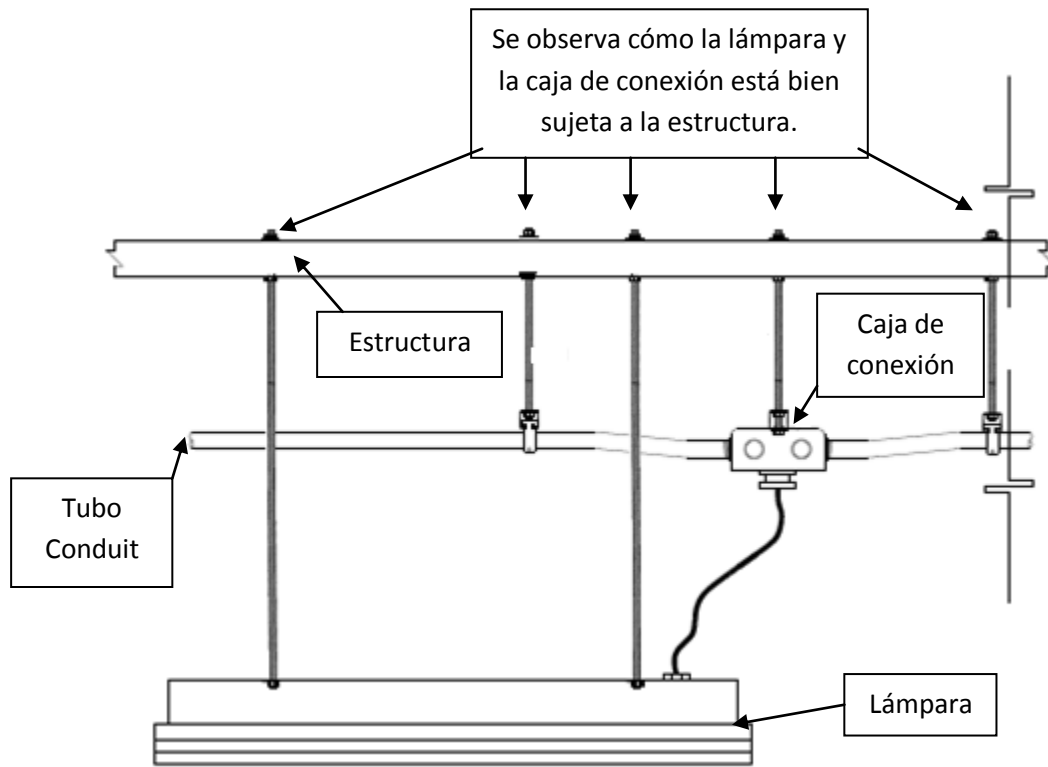 Se observa cómo la lámpara y
la caja de conexión está bien
sujeta a la estructura.
Estructura
Caja de
conexión
Tubo
Conduit
Lámpara